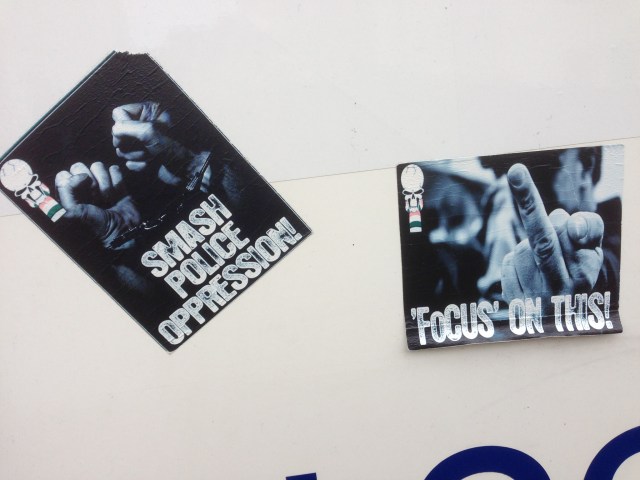 SMASH
POLICE
OPPRESSION!
'FOCUS' ON THIS!